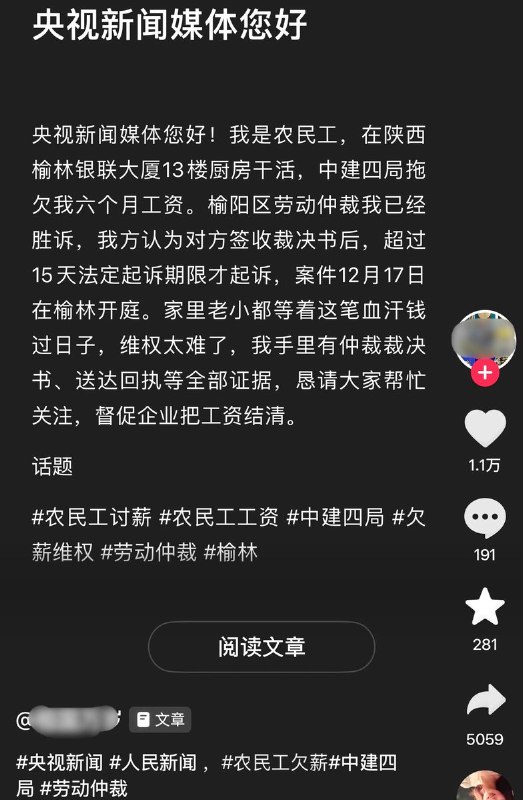 央视新闻媒体您好
央视新闻媒体您好！我是农民工，在陕西
榆林银联大厦13楼厨房干活，中建四局拖
欠我六个月工资。榆阳区劳动仲裁我已经
胜诉，我方认为对方签收裁决书后，超过
15天法定起诉期限才起诉，案件12月17日
在榆林开庭。家里老小都等着这笔血汗钱
过日子，维权太难了，我手里有仲裁裁决
书、送达回执等全部证据，恳请大家帮忙
关注，督促企业把工资结清。
话题
#农民工讨薪 #农民工工资 #中建四局 #欠
薪维权 #劳动仲裁 #榆林
1.1万
191
281
5059
阅读文章
@
文章
#央视新闻 #人民新闻 ，#农民工欠薪#中建四
局 #劳动仲裁